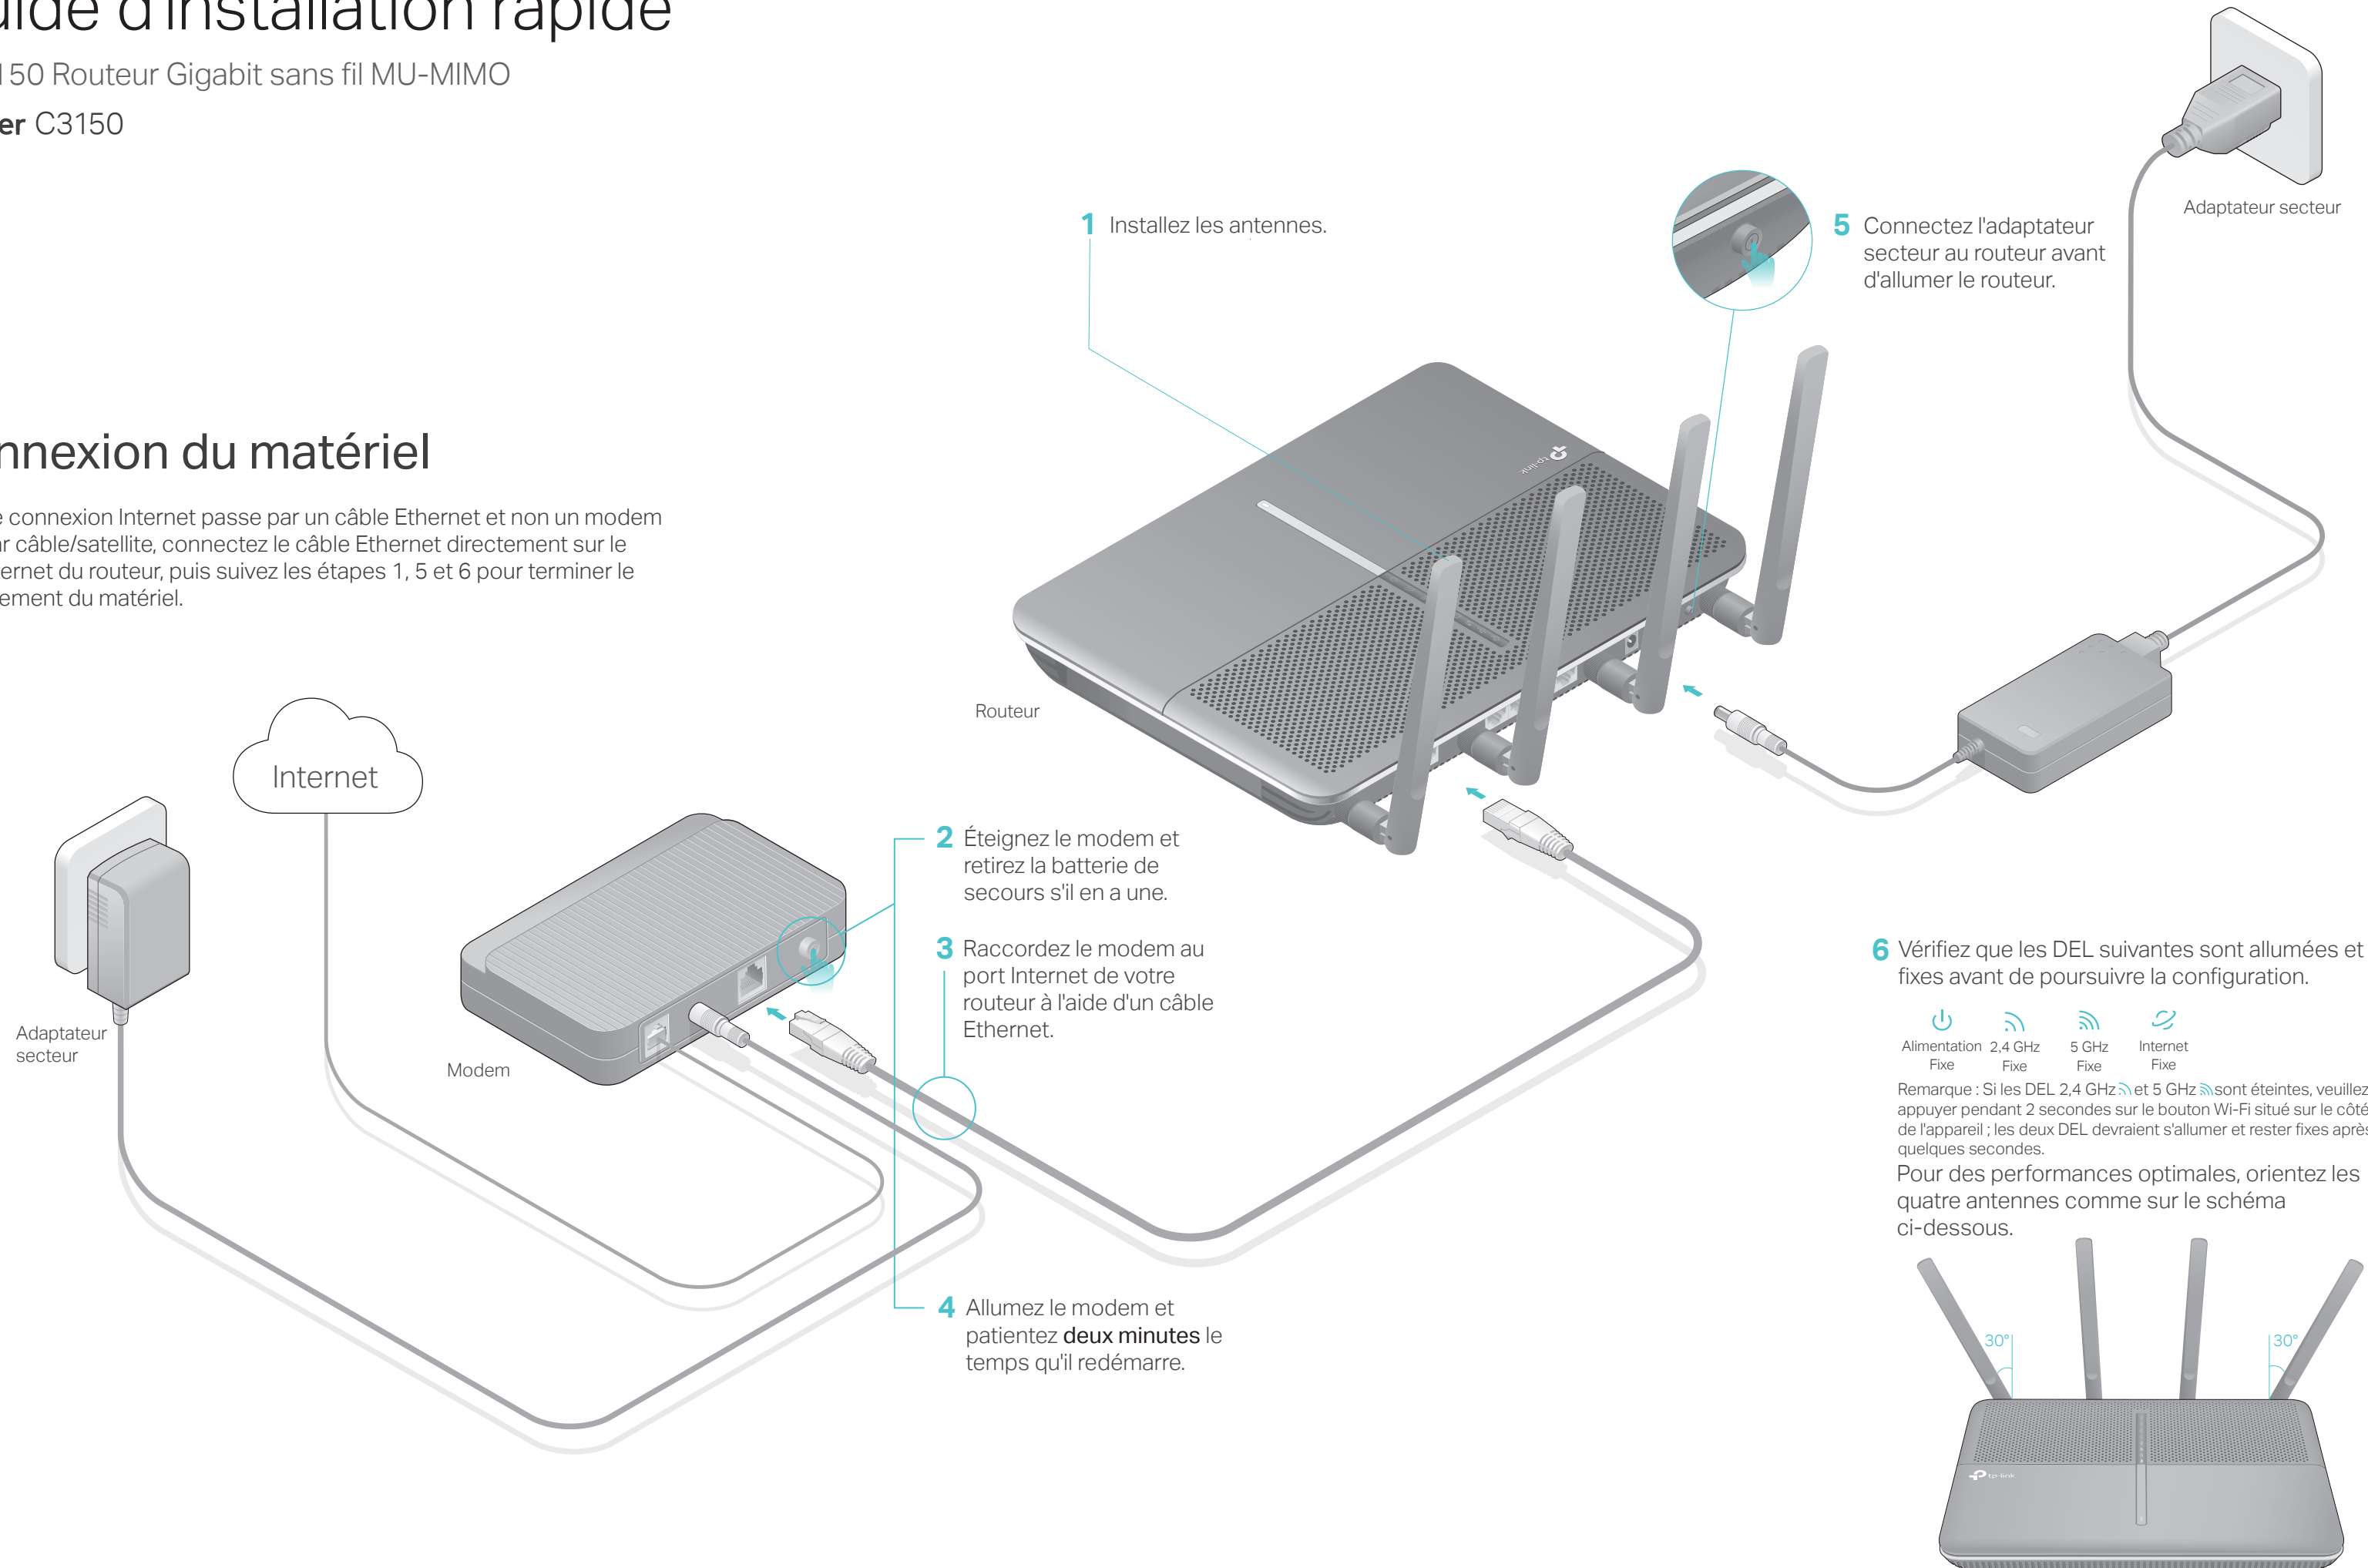 uide d'installation rapide
150 Routeur Gigabit sans fil MU-MIMO
er C3150
nnexion du matériel
e connexion Internet passe par un câble Ethernet et non un modem
ar câble/satellite, connectez le câble Ethernet directement sur le
ternet du routeur, puis suivez les étapes 1, 5 et 6 pour terminer le
ement du matériel.
1 Installez les antennes.
5 Connectez l'adaptateur
secteur au routeur avant
d'allumer le routeur.
Adaptateur secteur
tp-link
Routeur
Internet
Adaptateur
secteur
Modem
2 Éteignez le modem et
retirez la batterie de
secours s'il en a une.
3 Raccordez le modem au
port Internet de votre
routeur à l'aide d'un câble
Ethernet.
4 Allumez le modem et
patientez deux minutes le
temps qu'il redémarre.
6 Vérifiez que les DEL suivantes sont allumées et
fixes avant de poursuivre la configuration.
Alimentation 2,4 GHz 5 GHz Internet
Fixe Fixe Fixe Fixe
Remarque : Si les DEL 2,4 GHz et 5 GHz sont éteintes, veuillez
appuyer pendant 2 secondes sur le bouton Wi-Fi situé sur le côté
de l'appareil ; les deux DEL devraient s'allumer et rester fixes après
quelques secondes.
Pour des performances optimales, orientez les
quatre antennes comme sur le schéma
ci-dessous.
30° 30°
tp-link